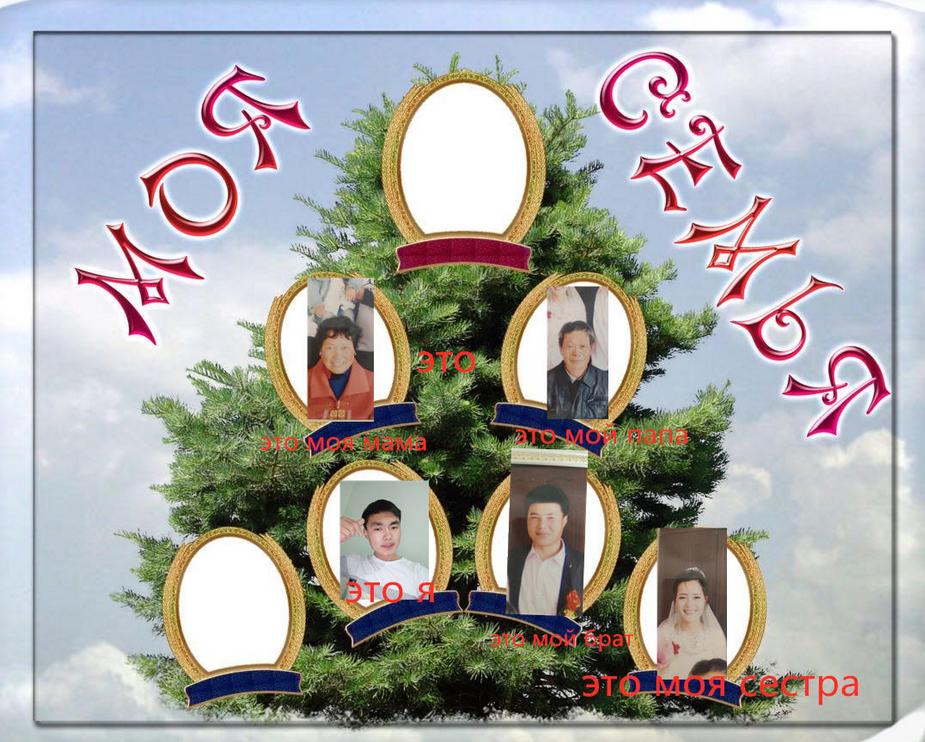 МОЯ
СЕМЬЯ
это
это моя мама
это мой папа
это я
это мой брат
это моя сестра